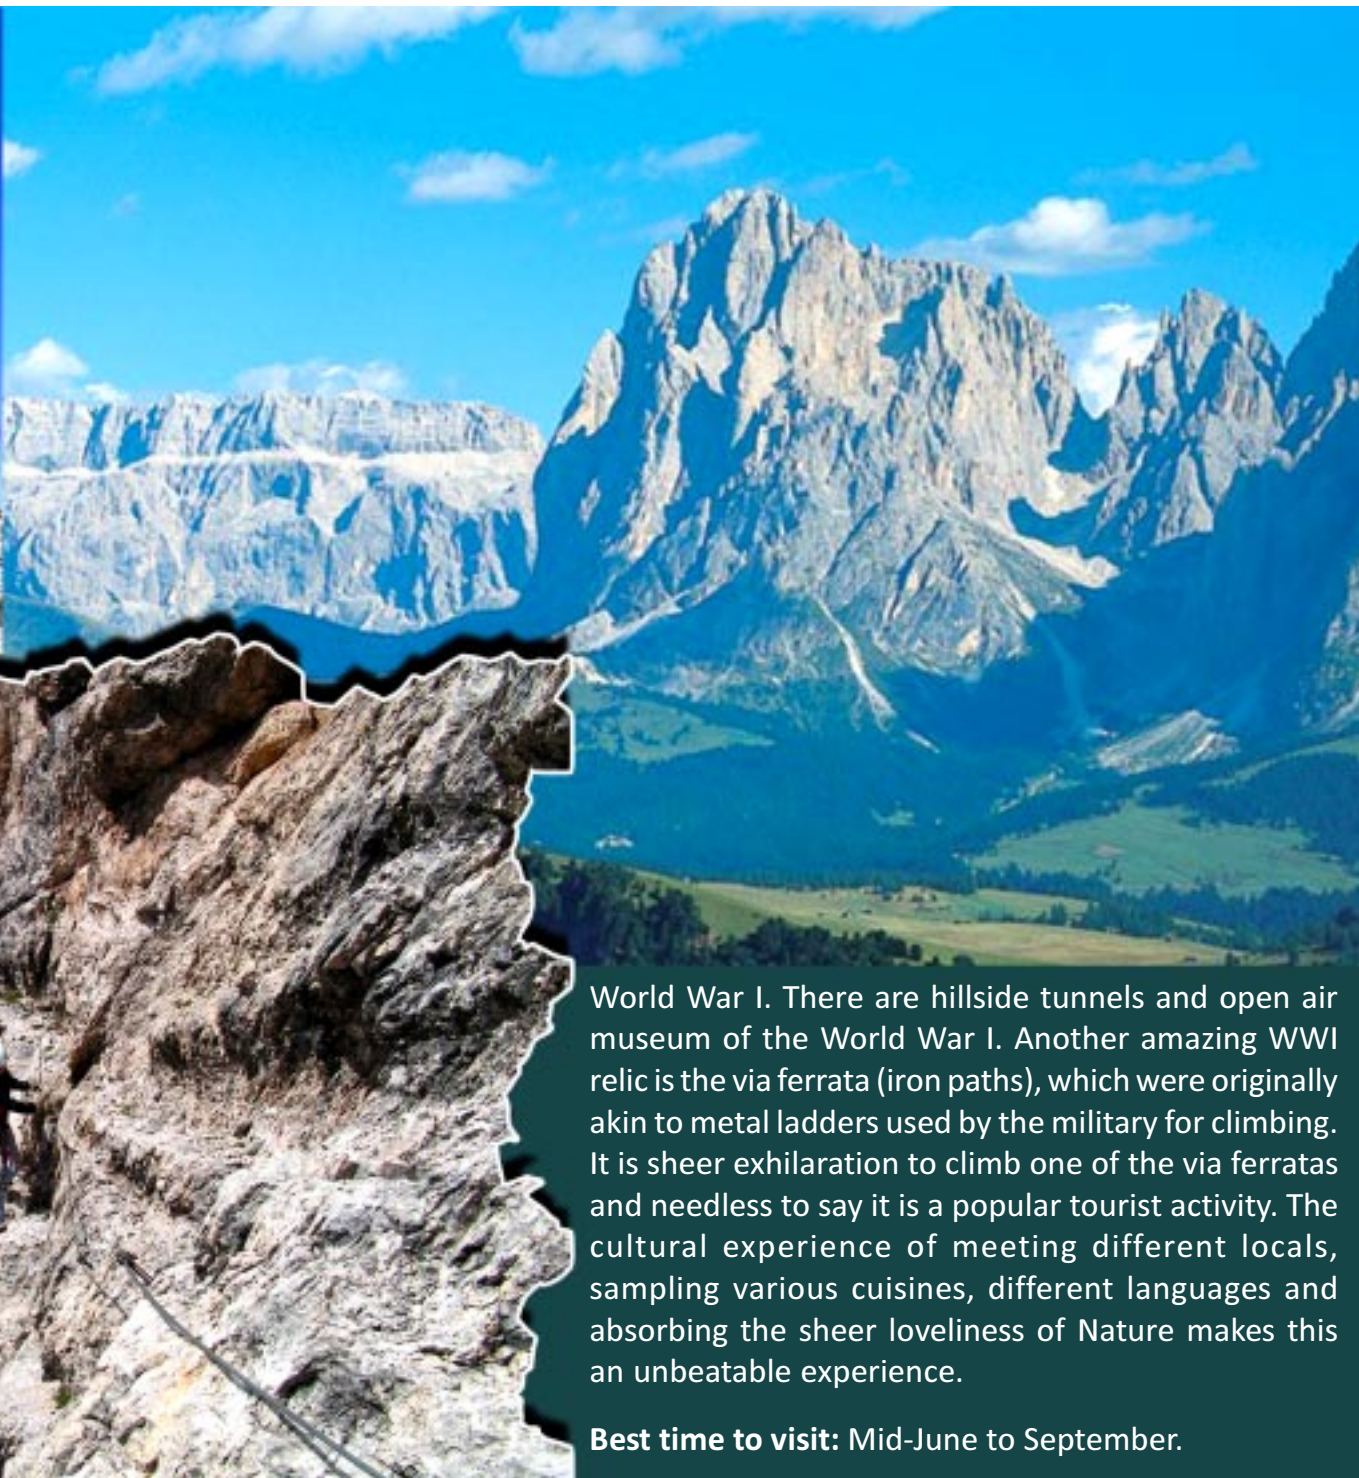 World War I. There are hillside tunnels and open air
museum of the World War I. Another amazing WWI
relic is the via ferrata (iron paths), which were originally
akin to metal ladders used by the military for climbing.
It is sheer exhilaration to climb one of the via ferratas
and needless to say it is a popular tourist activity. The
cultural experience of meeting different locals,
sampling various cuisines, different languages and
absorbing the sheer loveliness of Nature makes this
an unbeatable experience.
Best time to visit: Mid-June to September.